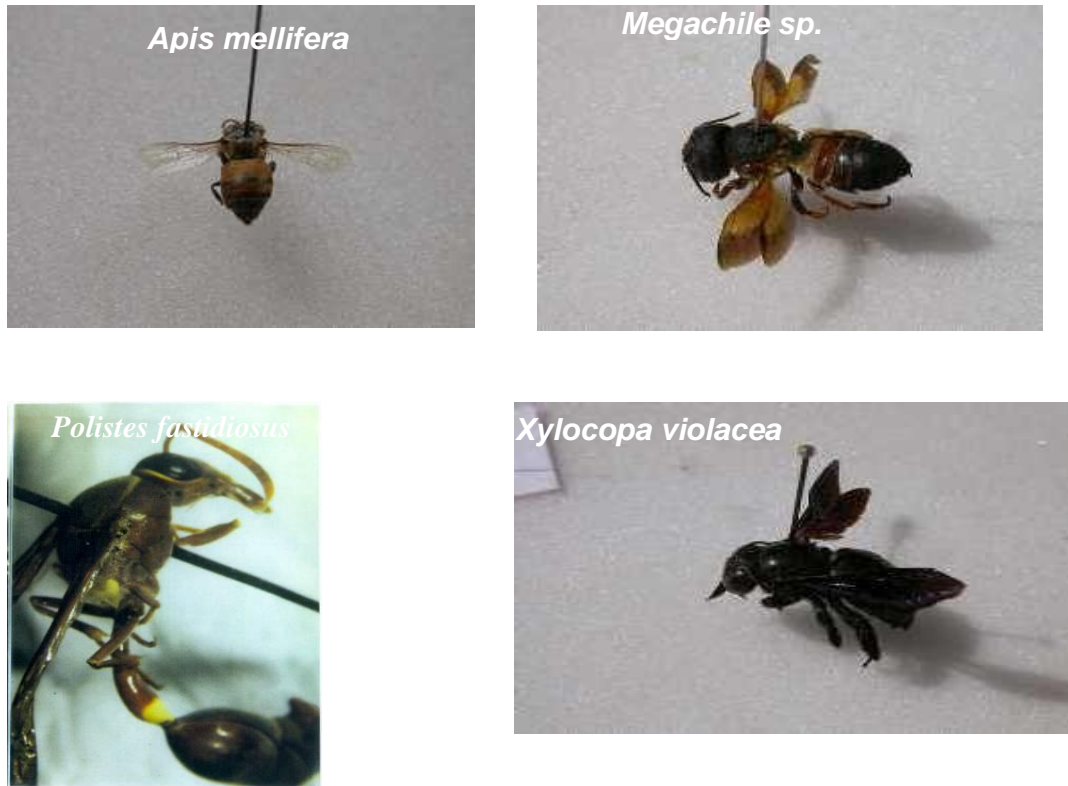 Apis mellifera
Megachile sp.
Polistes fastidiosus
Xylocopa violacea